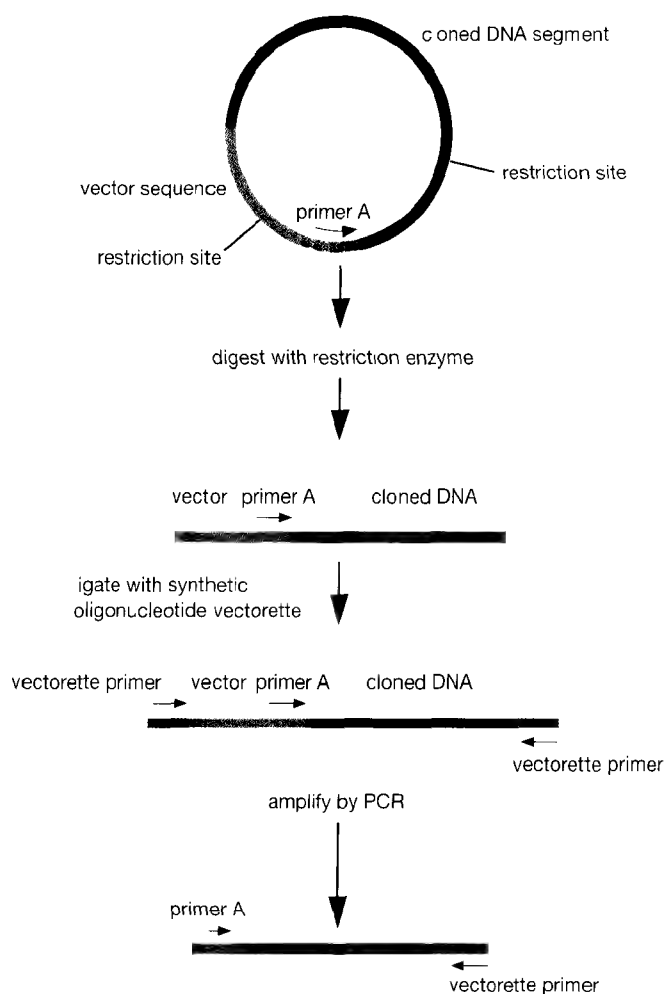 c oned DNA segment
restriction site
vector sequence
primer A
restriction site
digest with restriction enzyme
vector primer A cloned DNA
igate with synthetic
oligonucleotide vectorette
vectorette primer vector primer A cloned DNA
vectorette primer
amplify by PCR
primer A
vectorette primer